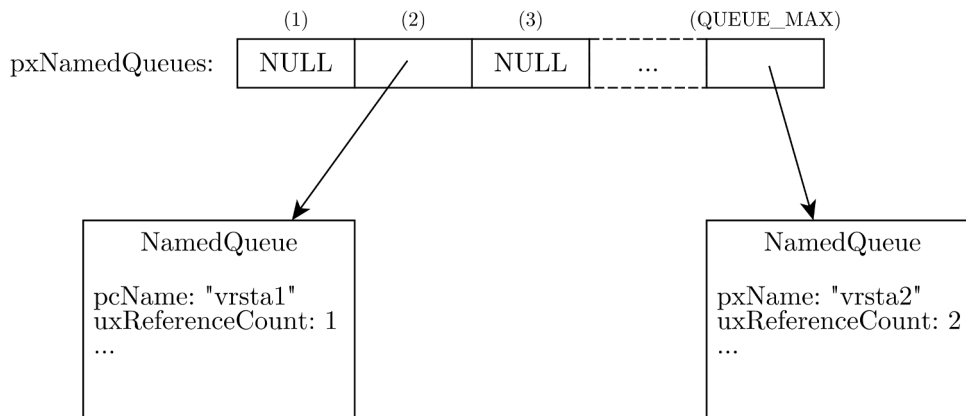 (1) (2) (3) (QUEUE_MAX)
pxNamedQueues: NULL NULL ...
NamedQueue
pcName: "vrsta1"
uxReferenceCount: 1
...
NamedQueue
pxName: "vrsta2"
uxReferenceCount: 2
...